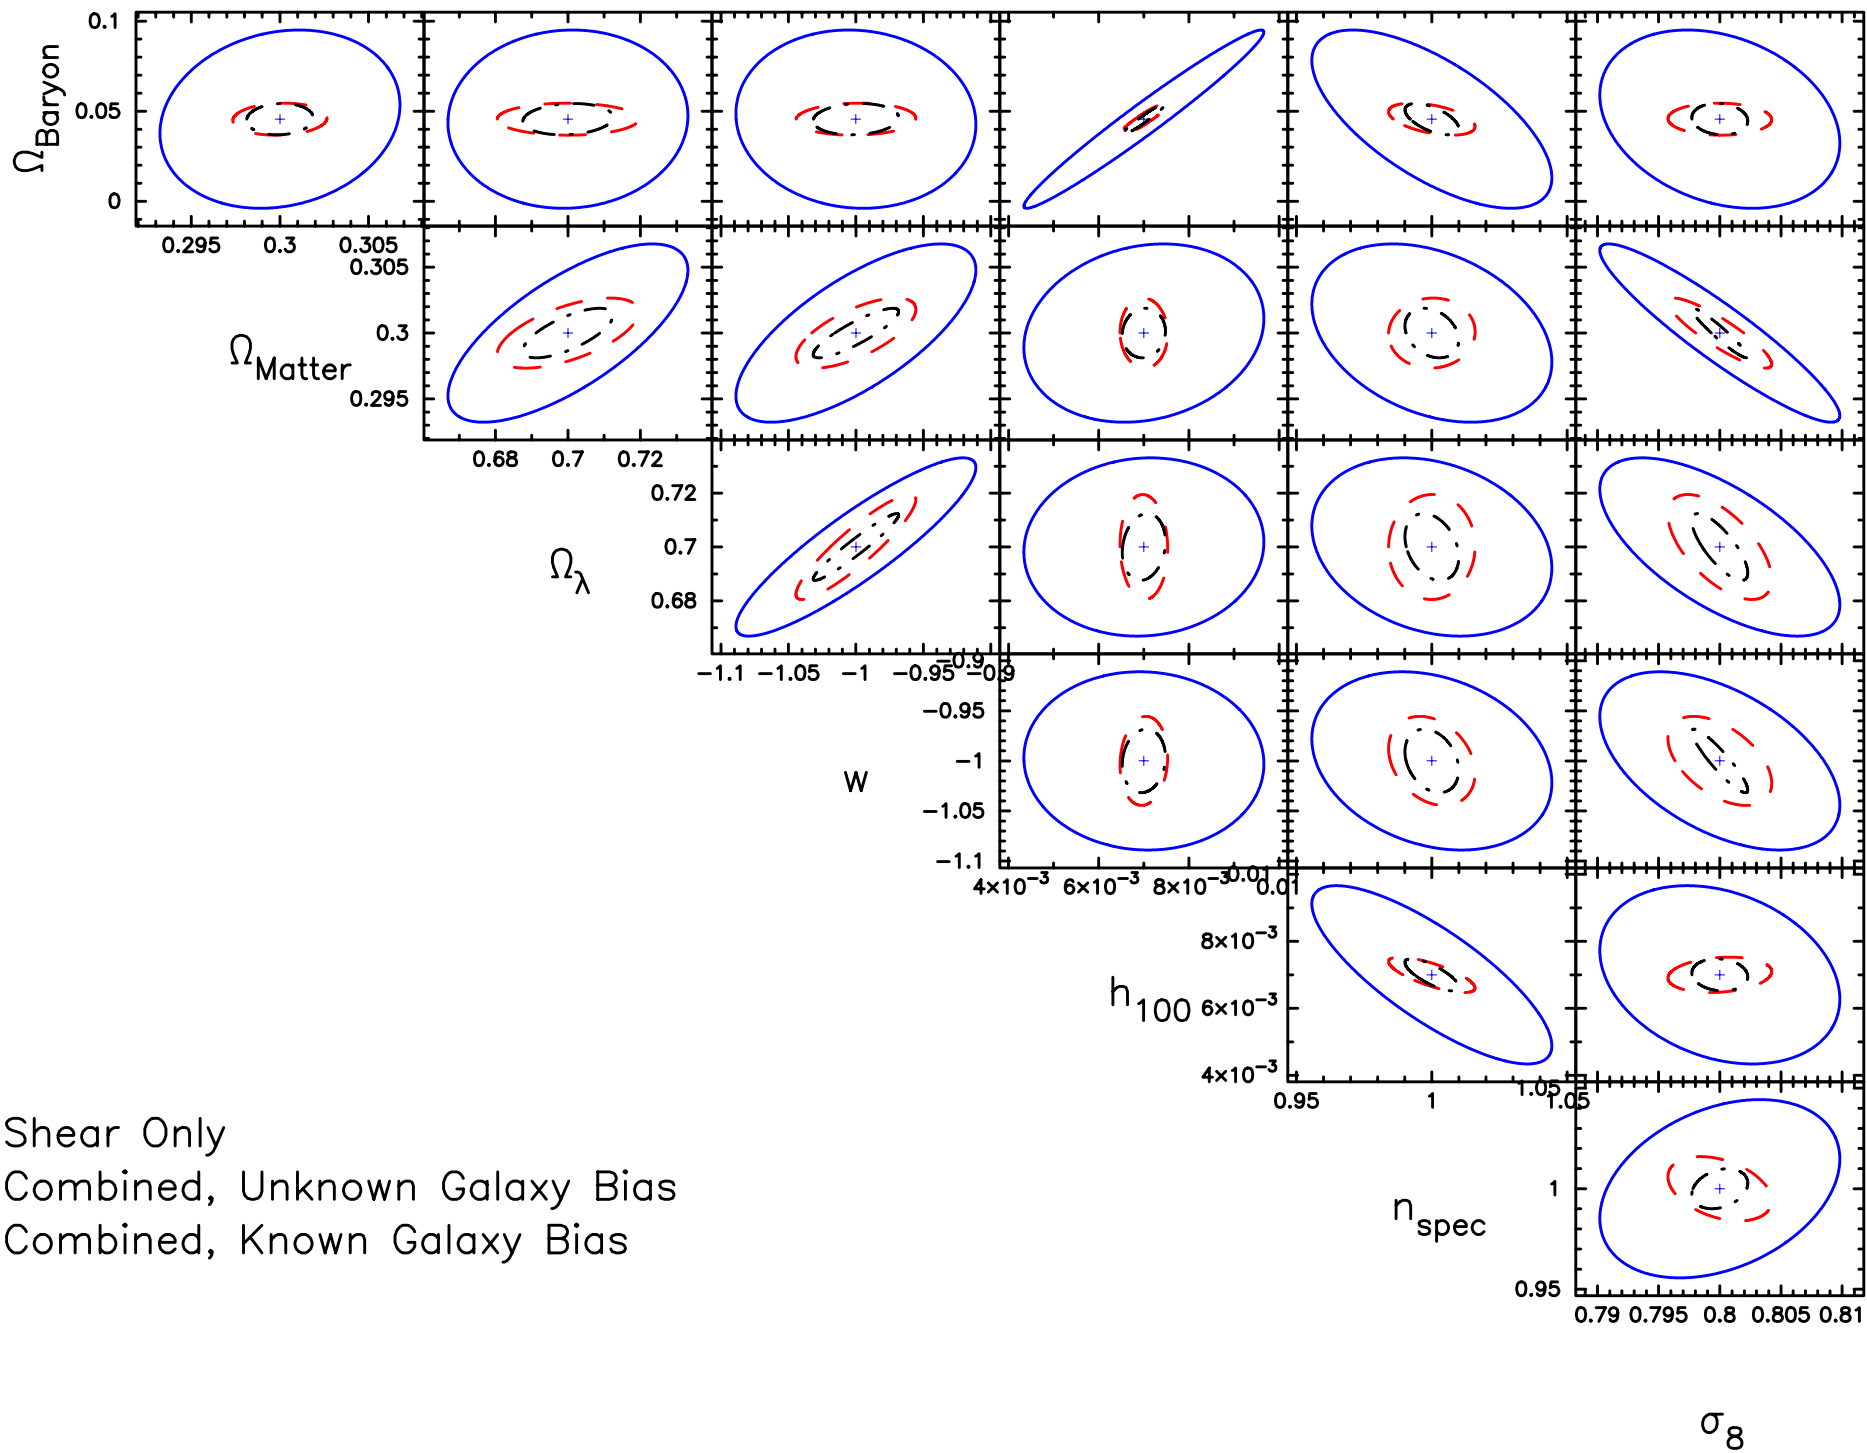 0.1
Ω_Baryon
0.05
0
0.295 0.3 0.305
0.305
0.3
Ω_Matter
0.295
0.68 0.7 0.72
0.72
0.7
Ω_λ
0.68
−0.9
−1.1 −1.05 −1 −0.95 −0.9
−0.95
−1
w
−1.05
−1.1
0.01
4×10⁻³ 6×10⁻³ 8×10⁻³ 0.01
8×10⁻³
h_100 6×10⁻³
4×10⁻³
1.05
0.95 1 1.05
Shear Only
Combined, Unknown Galaxy Bias
1
n_spec
Combined, Known Galaxy Bias
0.95
0.79 0.795 0.8 0.805 0.81
σ_8